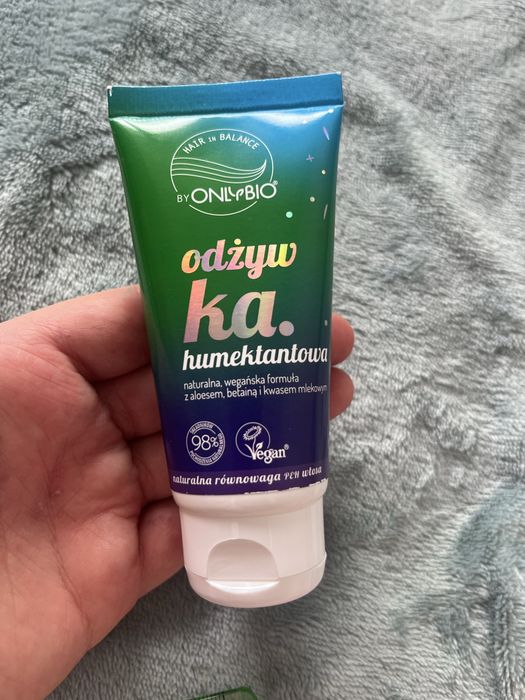 HAIR IN BALANCE
BY ONLYBIO®
odżyw
ka.
humektantowa
naturalna, wegańska formuła
z aloesem, betainą i kwasem mlekowym
98%
Vegan®
naturalna równowaga PEH włosa